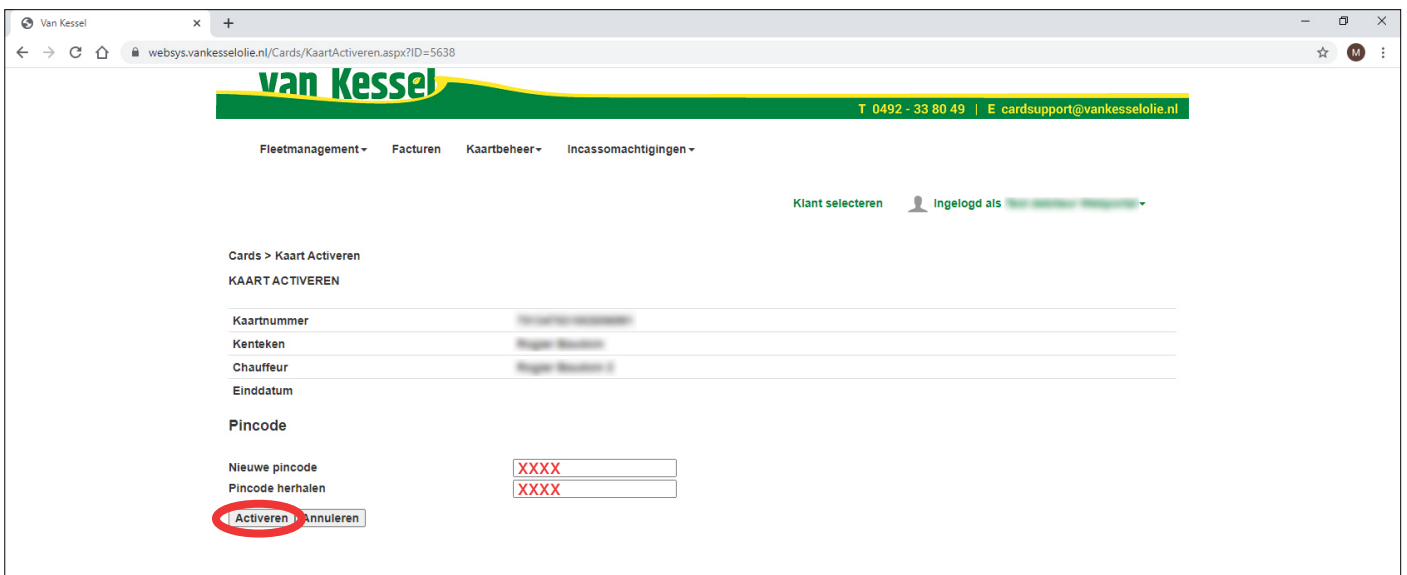 Van Kessel
websys.vankesselolie.nl/Cards/KaartActiveren.aspx?ID=5638
M
van Kessel
T 0492 - 33 80 49 | E cardsupport@vankesselolie.nl
Fleetmanagement Facturen Kaartbeheer Incassomachtigingen
Klant selecteren Ingelogd als
Cards > Kaart Activeren
KAART ACTIVEREN
Kaartnummer
Kenteken
Chauffeur
Einddatum
Pincode
Nieuwe pincode XXXX
Pincode herhalen XXXX
Activeren Annuleren